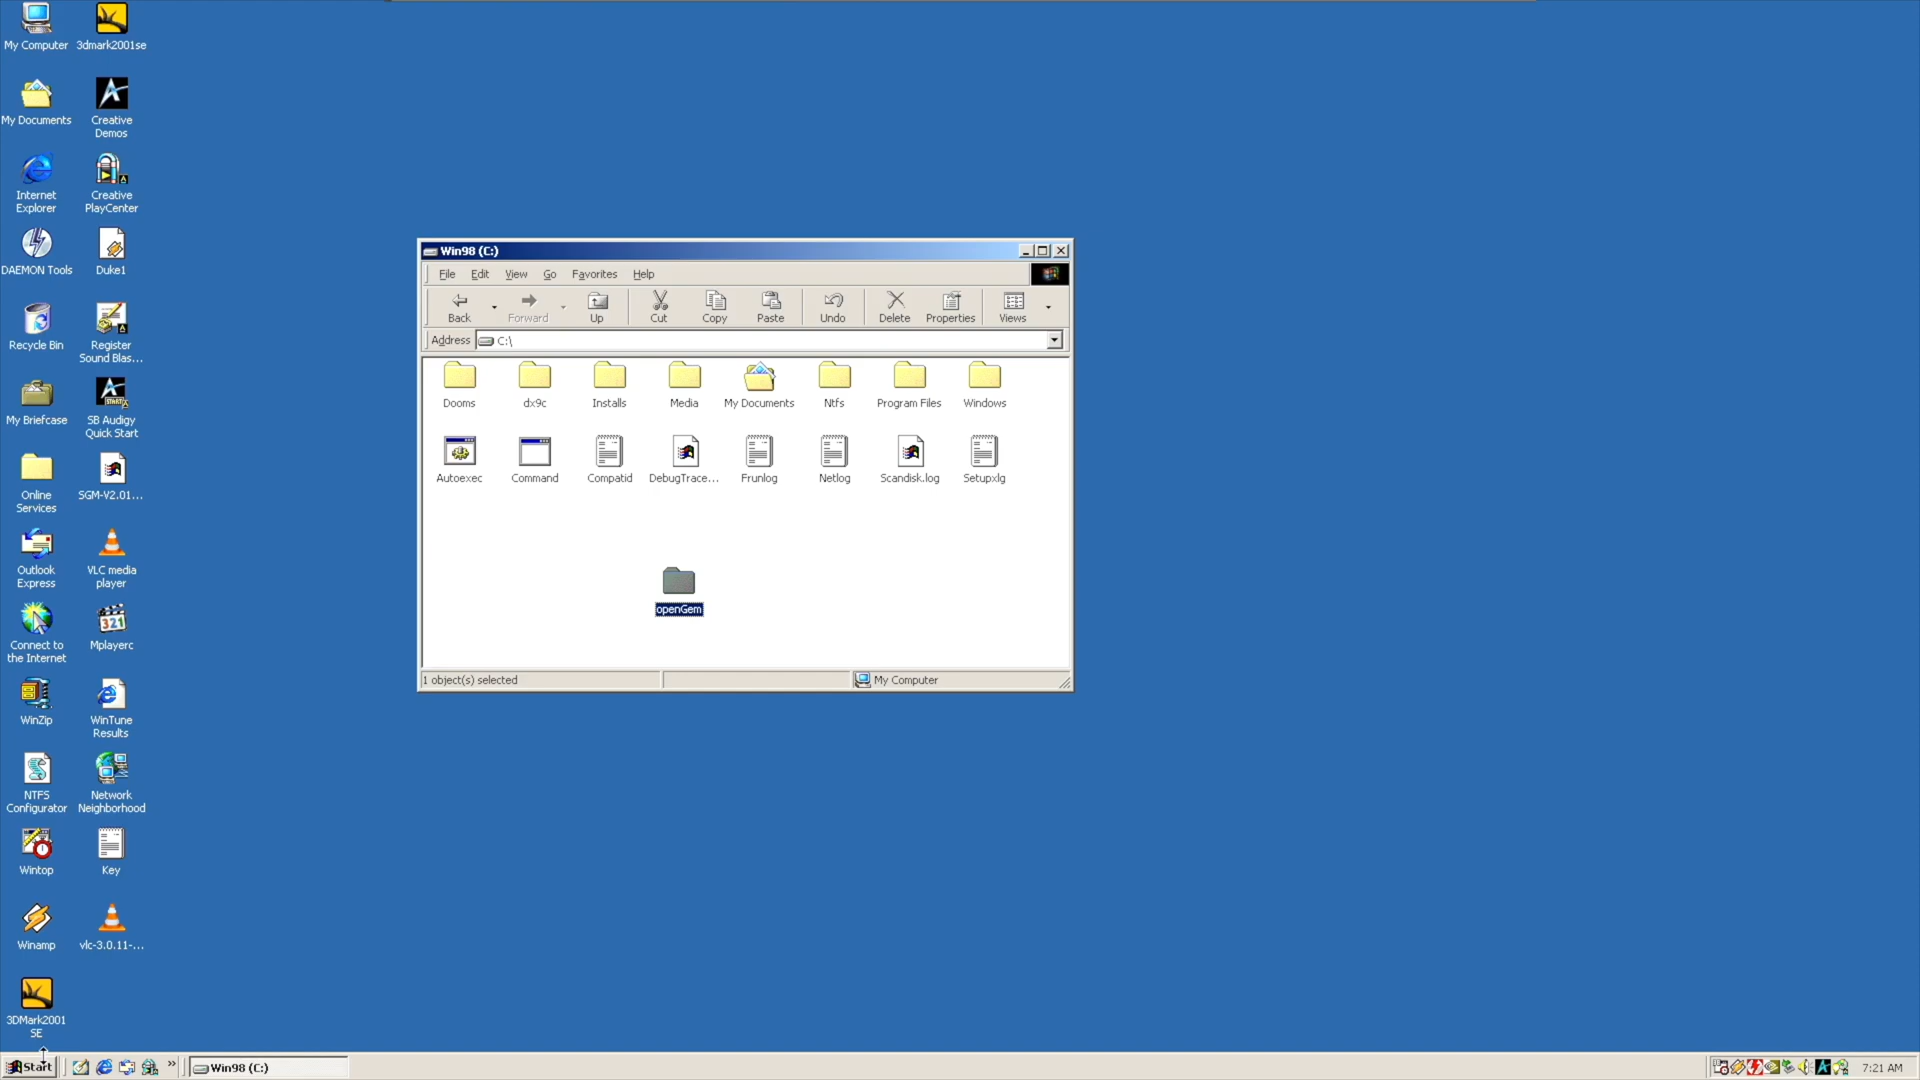 My Computer
3dmark2001se
My Documents
Creative
Demos
Internet
Explorer
Creative
PlayCenter
DAEMON Tools
Duke1
Recycle Bin
Register
Sound Blas...
My Briefcase
SB Audigy
Quick Start
Online
Services
SGM-V2.01...
Outlook
Express
VLC media
player
Connect to
the Internet
Mplayerc
WinZip
WinTune
Results
NTFS
Configurator
Network
Neighborhood
Wintop
Key
Winamp
vlc-3.0.11-...
3DMark2001
SE
Win98 (C:)
File Edit View Go Favorites Help
Back Forward Up Cut Copy Paste Undo Delete Properties Views
Address C:\
Dooms dx9c Installs Media My Documents Ntfs Program Files Windows
Autoexec Command Compatid DebugTrace... Frunlog Netlog Scandisk.log Setupxlg
openGem
1 object(s) selected My Computer
Start » Win98 (C:) 7:21 AM